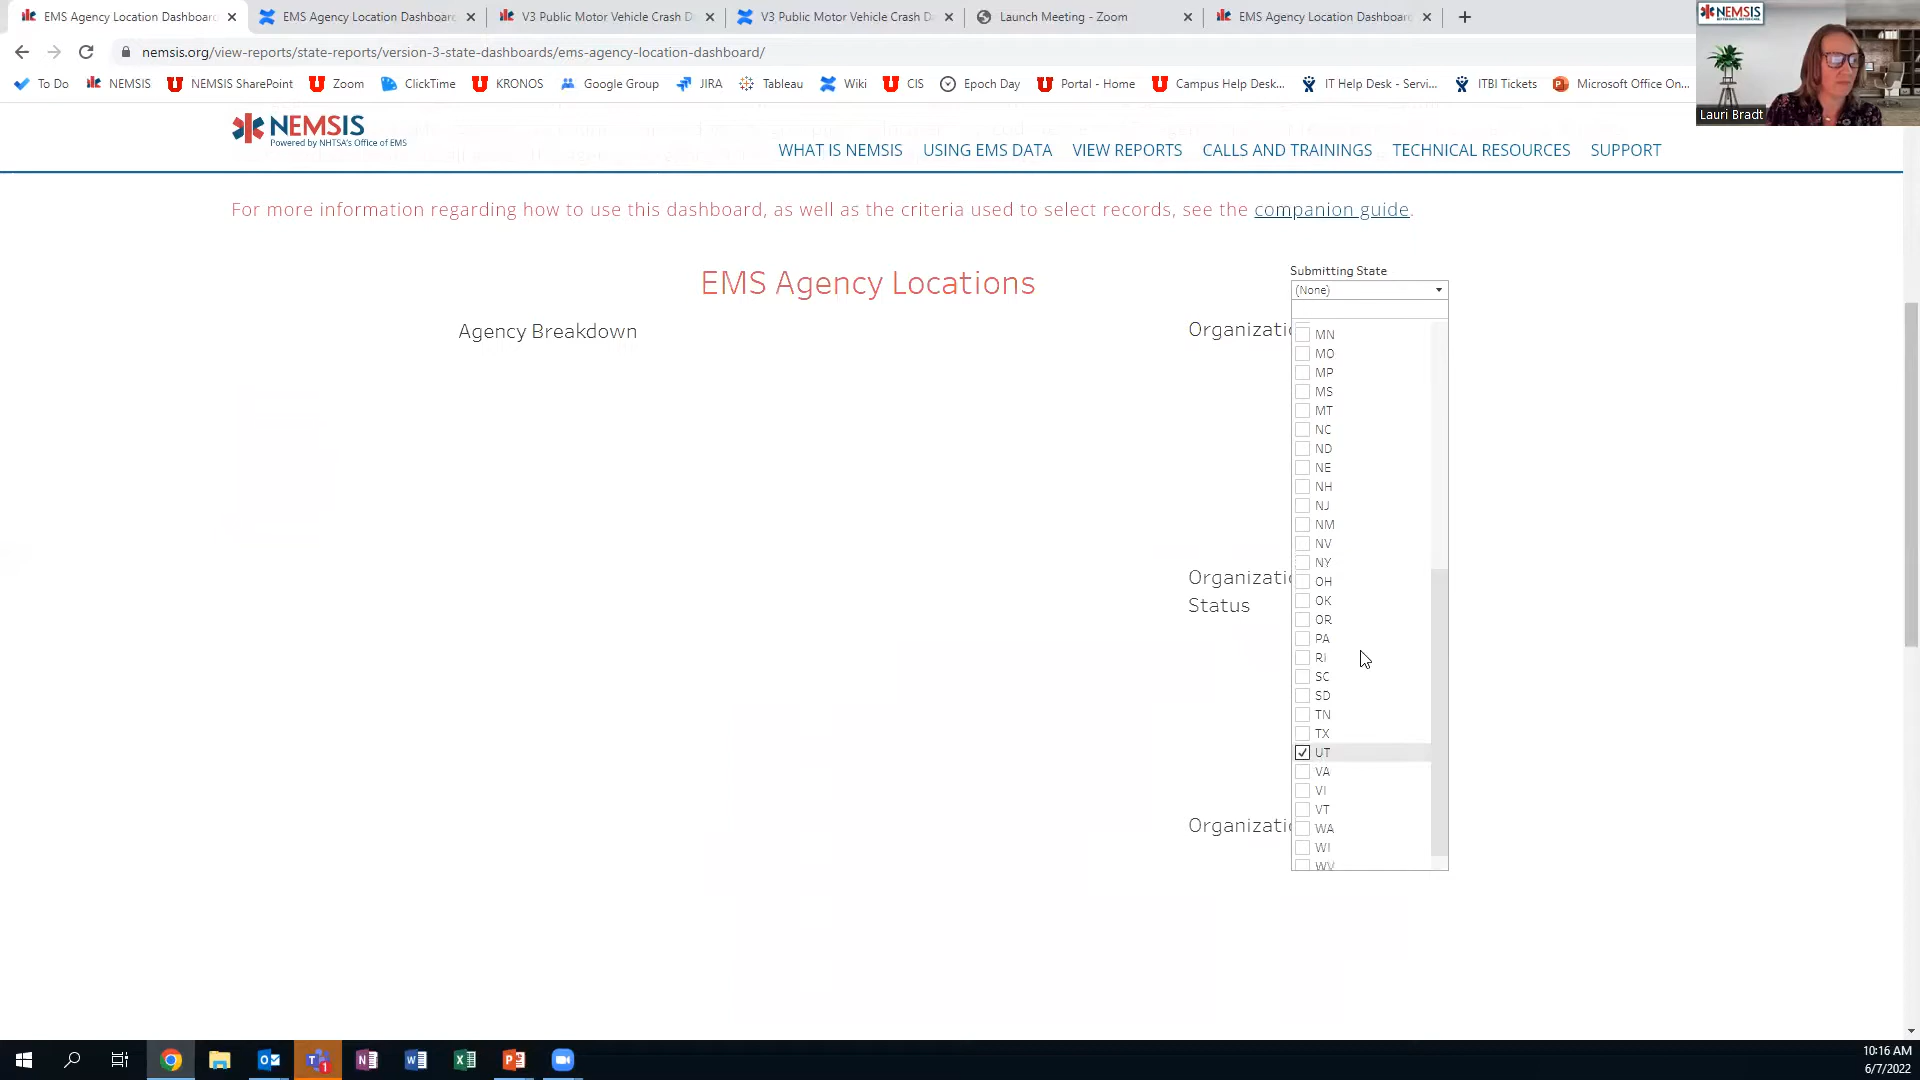 EMS Agency Location Dashboard
EMS Agency Location Dashboard
V3 Public Motor Vehicle Crash D
V3 Public Motor Vehicle Crash D
Launch Meeting - Zoom
EMS Agency Location Dashboard
nemsis.org/view-reports/state-reports/version-3-state-dashboards/ems-agency-location-dashboard/
To Do
NEMSIS
NEMSIS SharePoint
Zoom
ClickTime
KRONOS
Google Group
JIRA
Tableau
Wiki
CIS
Epoch Day
Portal - Home
Campus Help Desk...
IT Help Desk - Servi...
ITBI Tickets
Microsoft Office On...
NEMSIS
Lauri Bradt
NEMSIS
Powered by NHTSA's Office of EMS
WHAT IS NEMSIS
USING EMS DATA
VIEW REPORTS
CALLS AND TRAININGS
TECHNICAL RESOURCES
SUPPORT
For more information regarding how to use this dashboard, as well as the criteria used to select records, see the companion guide.
EMS Agency Locations
Submitting State
(None)
Agency Breakdown
Organizatio
MN
MO
MP
MS
MT
NC
ND
NE
NH
NJ
NM
NV
NY
OH
OK
OR
PA
RI
SC
SD
TN
TX
UT
VA
VI
VT
WA
WI
WV
Organizatio
Status
Organizatio
10:16 AM
6/7/2022